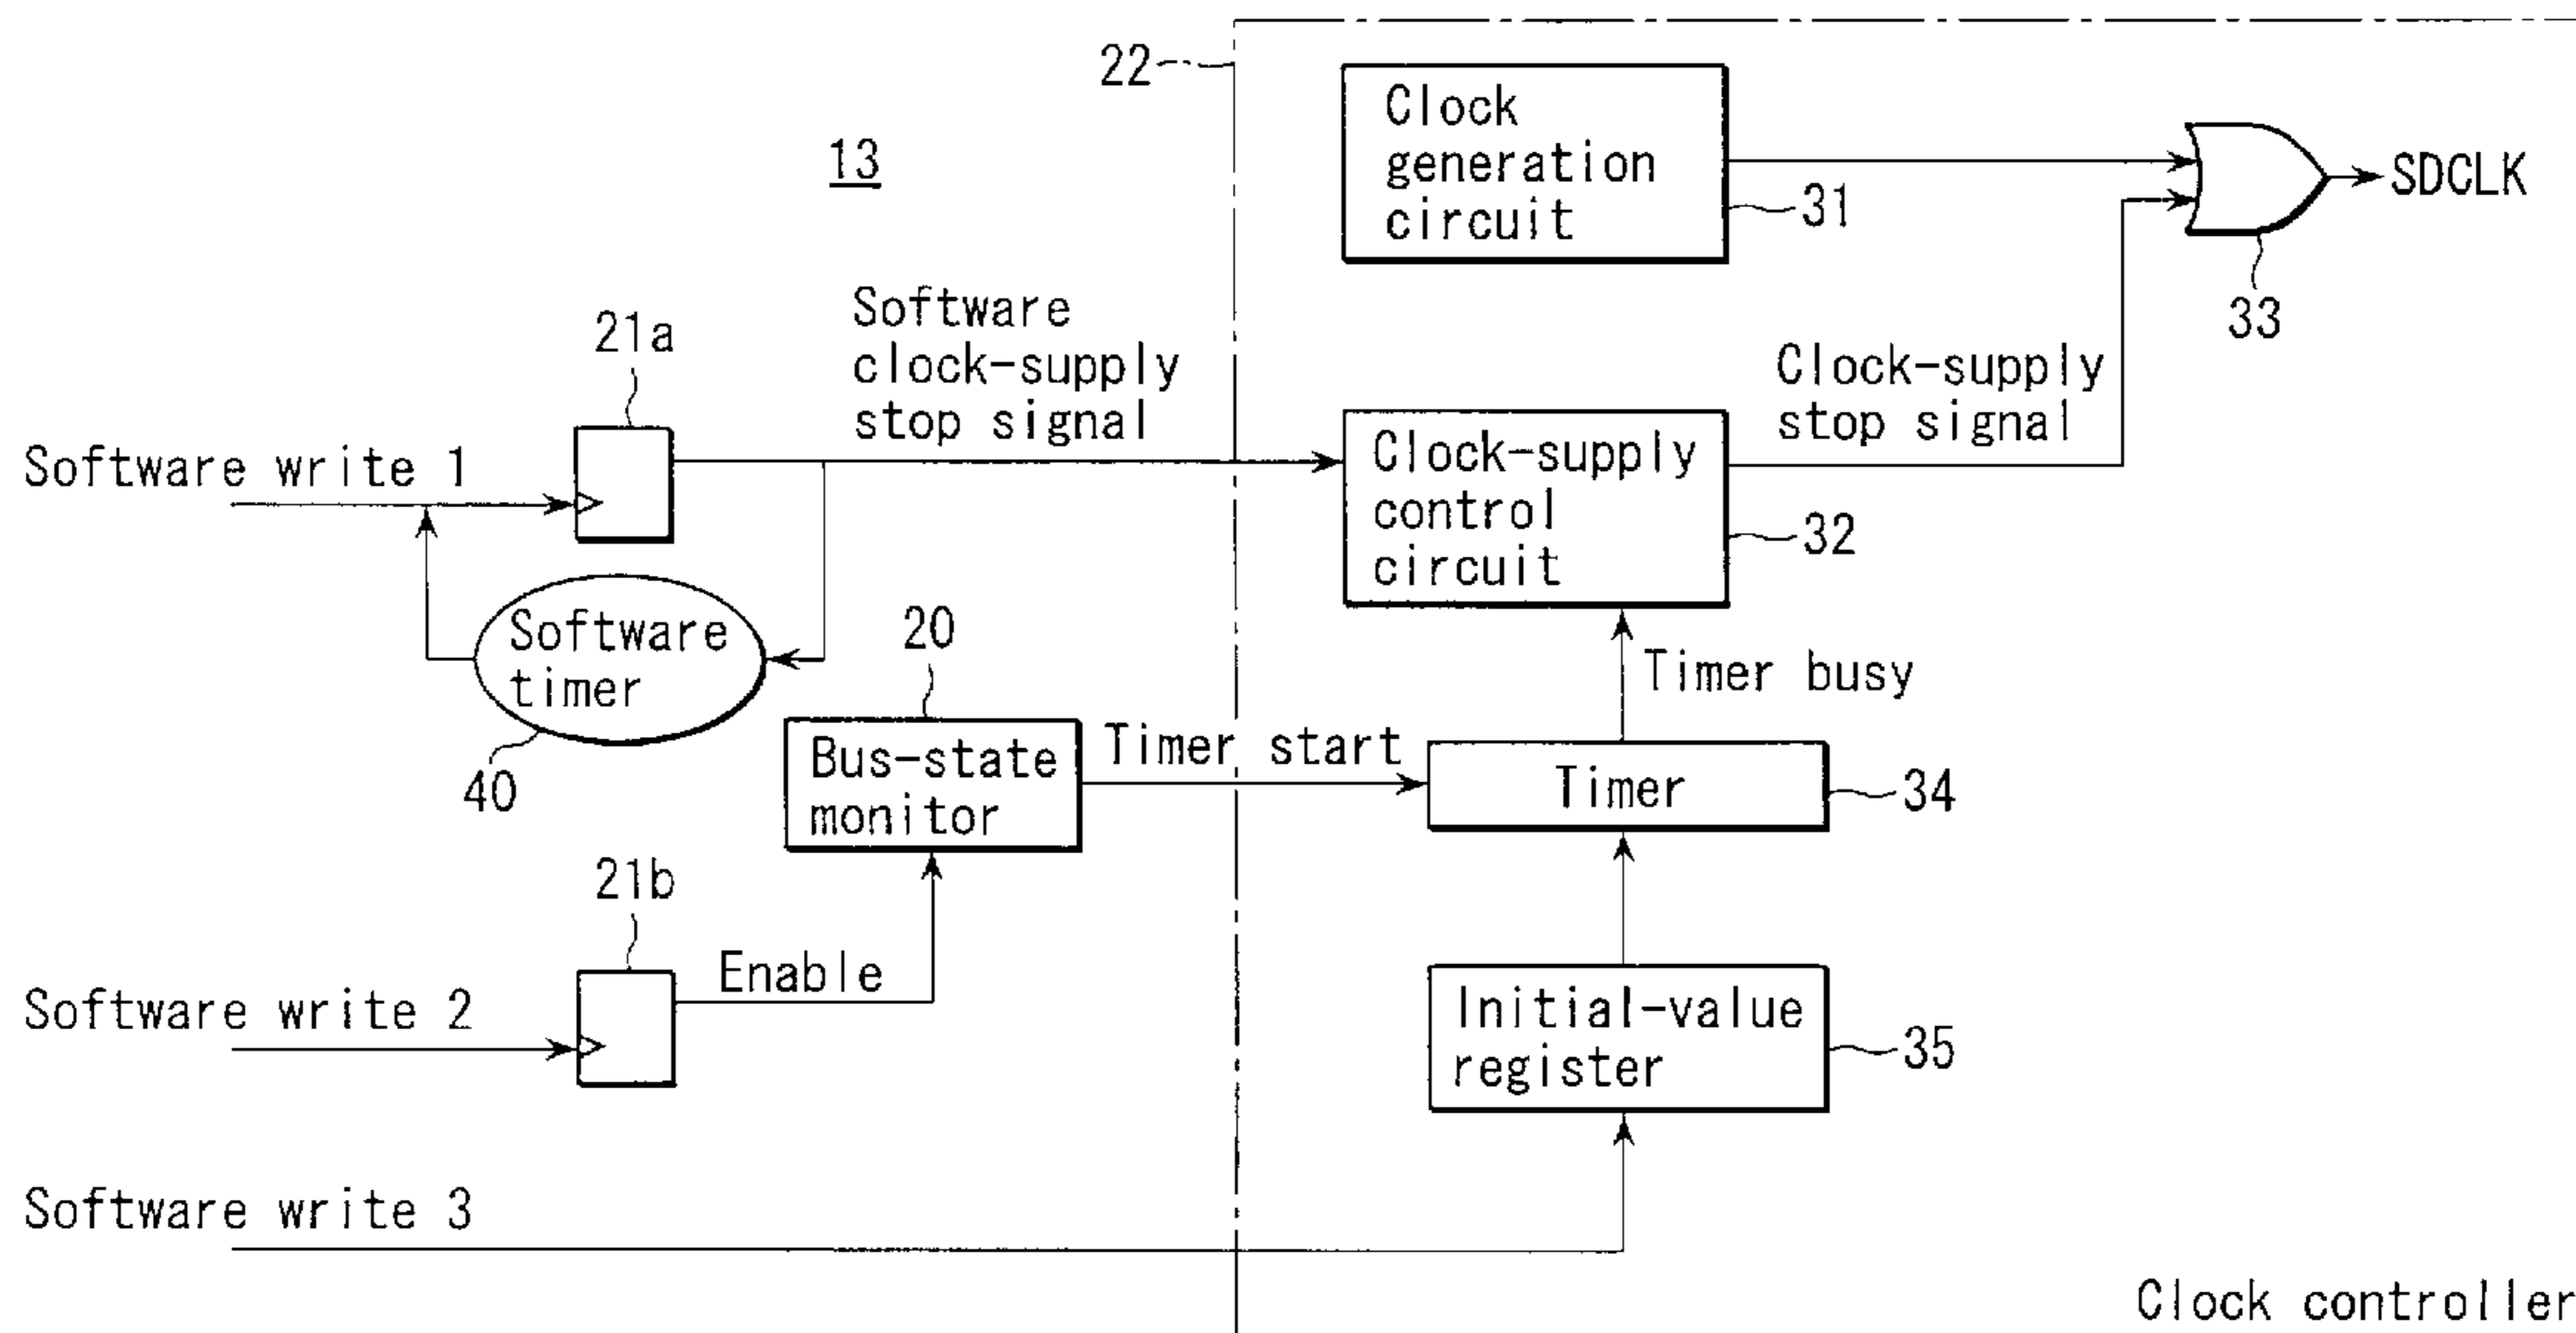 22
Clock
generation
circuit
31
13
SDCLK
33
21a
Software
clock-supply
stop signal
Clock-supply
stop signal
Software write 1
Clock-supply
control
circuit
32
Software
timer
40
20
Timer busy
Bus-state
monitor
Timer start
Timer
34
21b
Enable
Software write 2
Initial-value
register
35
Software write 3
Clock controller